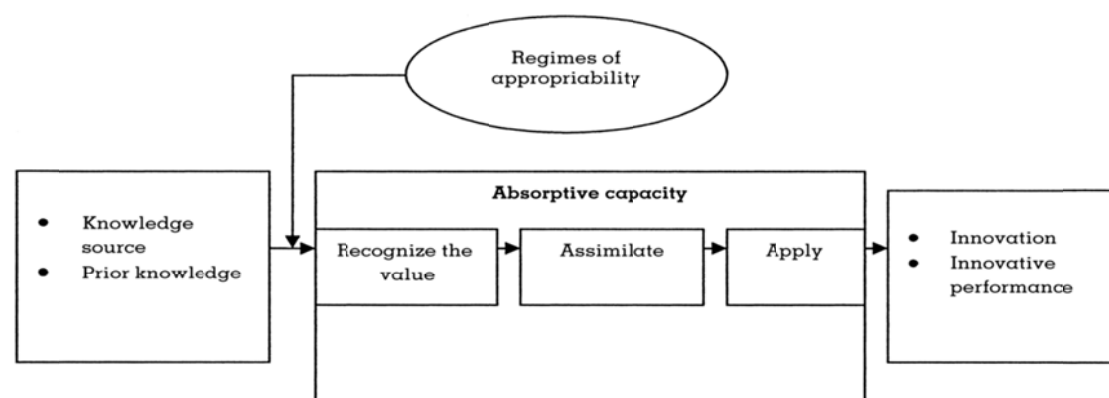 Regimes of
appropriability
Absorptive capacity
• Knowledge
source
• Prior knowledge
Recognize the
value
Assimilate
Apply
• Innovation
• Innovative
performance